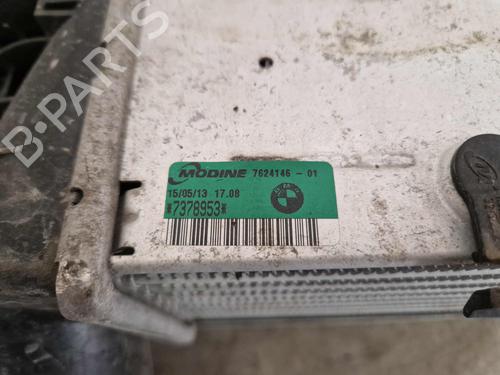 B-PARTS
MODINE 7624146 - 01
15/05/13 17.08
*7378953*